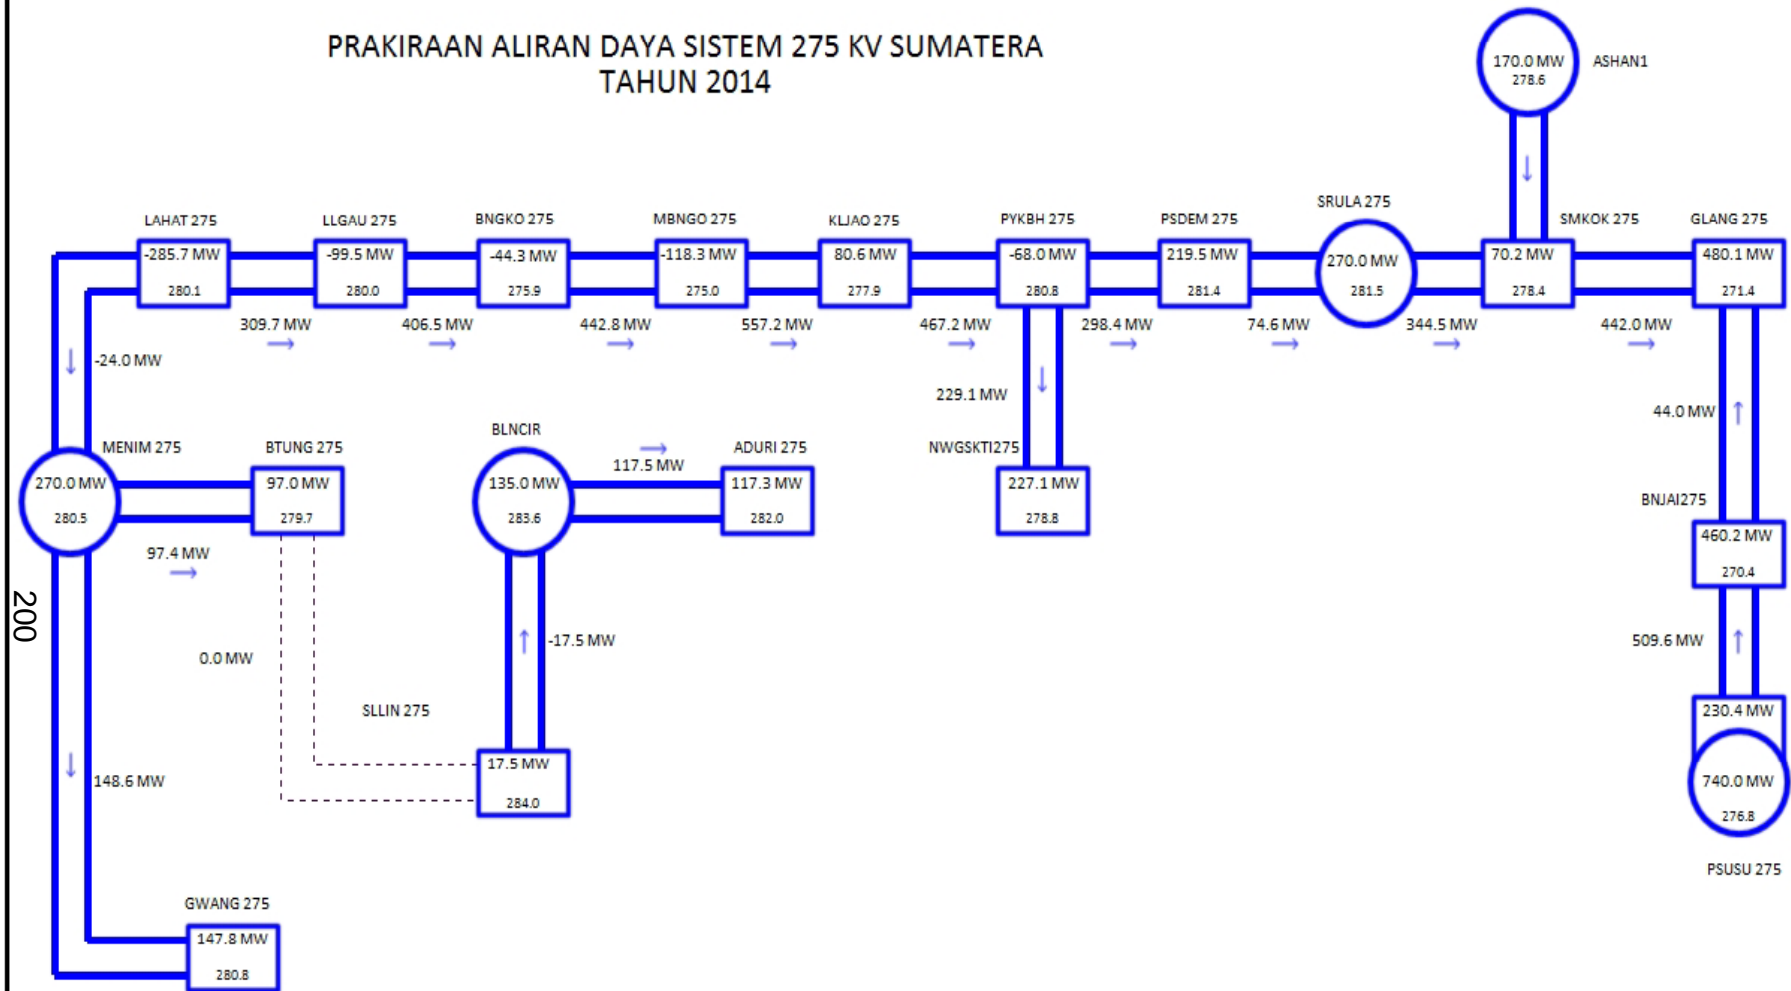 PRAKIRAAN ALIRAN DAYA SISTEM 275 KV SUMATERA
TAHUN 2014
170.0 MW
278.6
ASHAN1
LAHAT 275
-285.7 MW
280.1
LLGAU 275
-99.5 MW
280.0
BNGKO 275
-44.3 MW
275.9
MBNGO 275
-118.3 MW
275.0
KLJAO 275
80.6 MW
277.9
PYKBH 275
-68.0 MW
280.8
PSDEM 275
219.5 MW
281.4
SRULA 275
270.0 MW
281.5
SMKOK 275
70.2 MW
278.4
GLANG 275
480.1 MW
271.4
309.7 MW
406.5 MW
442.8 MW
557.2 MW
467.2 MW
298.4 MW
74.6 MW
344.5 MW
442.0 MW
-24.0 MW
229.1 MW
44.0 MW
MENIM 275
270.0 MW
280.5
BTUNG 275
97.0 MW
279.7
97.4 MW
BLNCIR
135.0 MW
283.6
117.5 MW
ADURI 275
117.3 MW
282.0
NWGSKTI275
227.1 MW
278.8
BNJAI275
460.2 MW
270.4
200
0.0 MW
-17.5 MW
509.6 MW
SLLIN 275
17.5 MW
284.0
148.6 MW
230.4 MW
740.0 MW
276.8
PSUSU 275
GWANG 275
147.8 MW
280.8